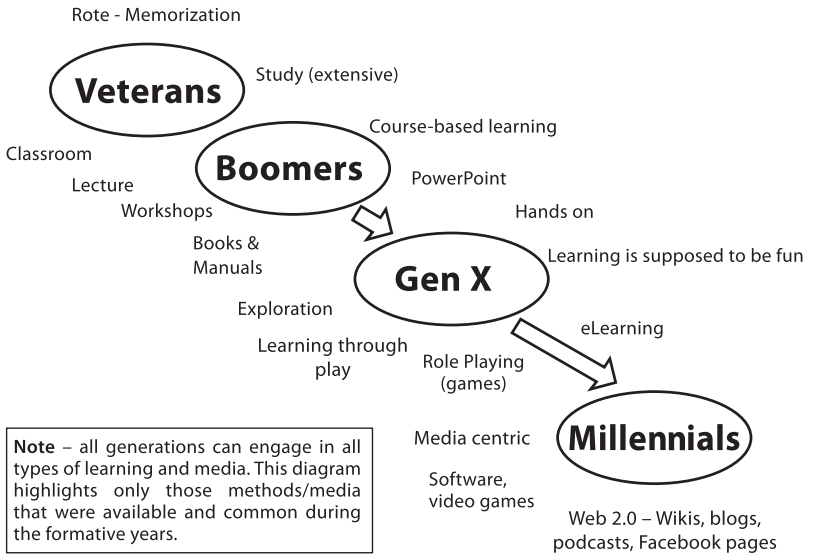 Rote - Memorization
Study (extensive)
Veterans
Course-based learning
Classroom
Boomers
PowerPoint
Lecture
Workshops
Hands on
Books &
Manuals
Learning is supposed to be fun
Gen X
Exploration
eLearning
Learning through
play
Role Playing
(games)
Media centric
Millennials
Software,
video games
Web 2.0 – Wikis, blogs,
podcasts, Facebook pages
Note – all generations can engage in all
types of learning and media. This diagram
highlights only those methods/media
that were available and common during
the formative years.